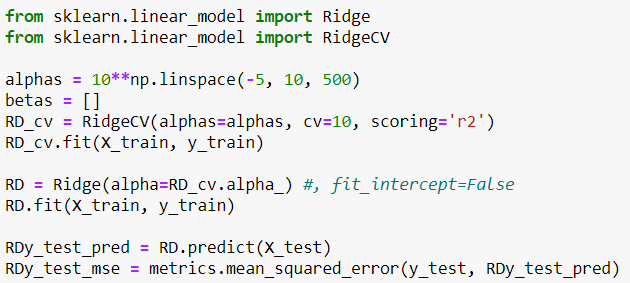 from sklearn.linear_model import Ridge
from sklearn.linear_model import RidgeCV
alphas = 10**np.linspace(-5, 10, 500)
betas = []
RD_cv = RidgeCV(alphas=alphas, cv=10, scoring='r2')
RD_cv.fit(X_train, y_train)
RD = Ridge(alpha=RD_cv.alpha_) #, fit_intercept=False
RD.fit(X_train, y_train)
RDy_test_pred = RD.predict(X_test)
RDy_test_mse = metrics.mean_squared_error(y_test, RDy_test_pred)